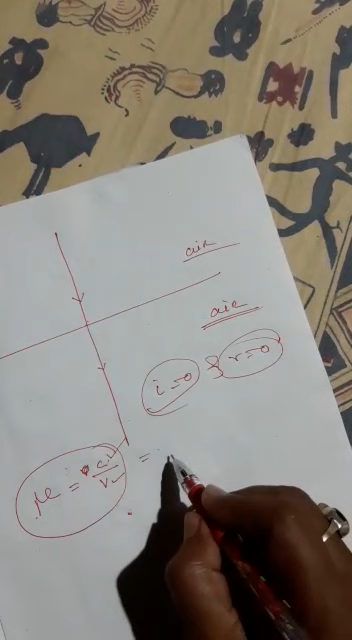 air
air
i=0 & r=0
μ = c/v =